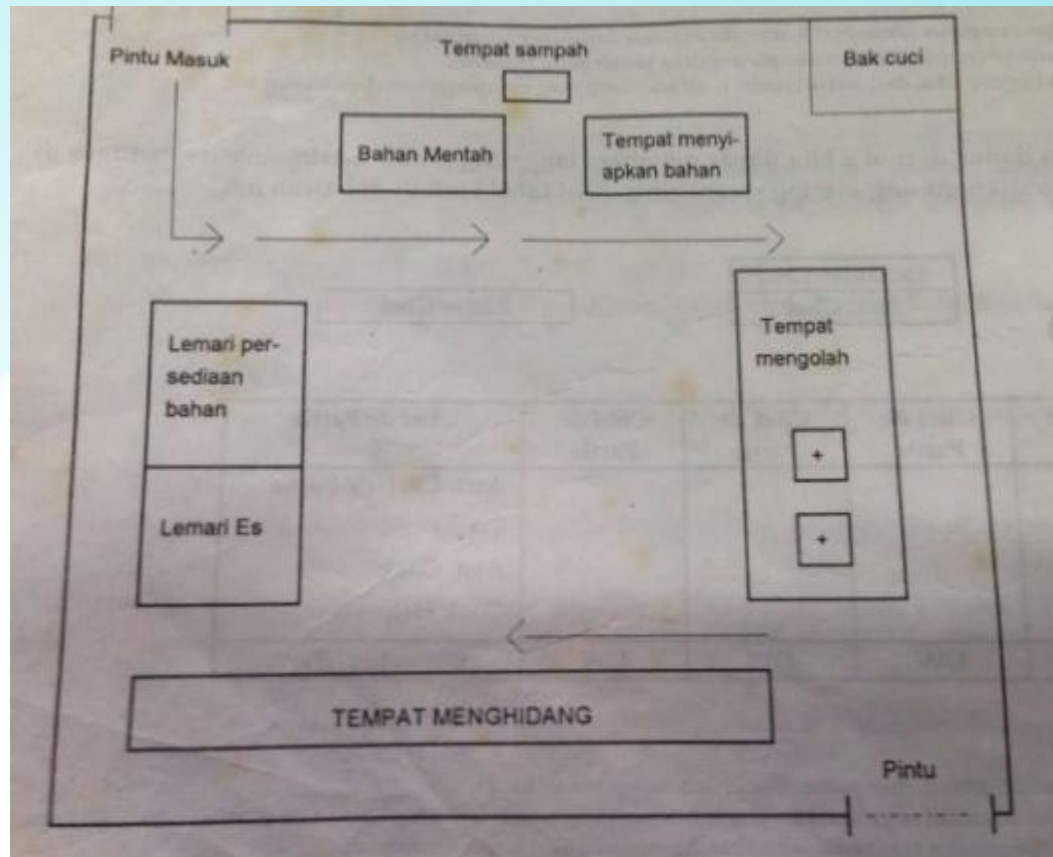 Pintu Masuk
Tempat sampah
Bak cuci
Bahan Mentah
Tempat menyi-
apkan bahan
Lemari per-
sediaan
bahan
Tempat
mengolah
+
+
Lemari Es
TEMPAT MENGHIDANG
Pintu